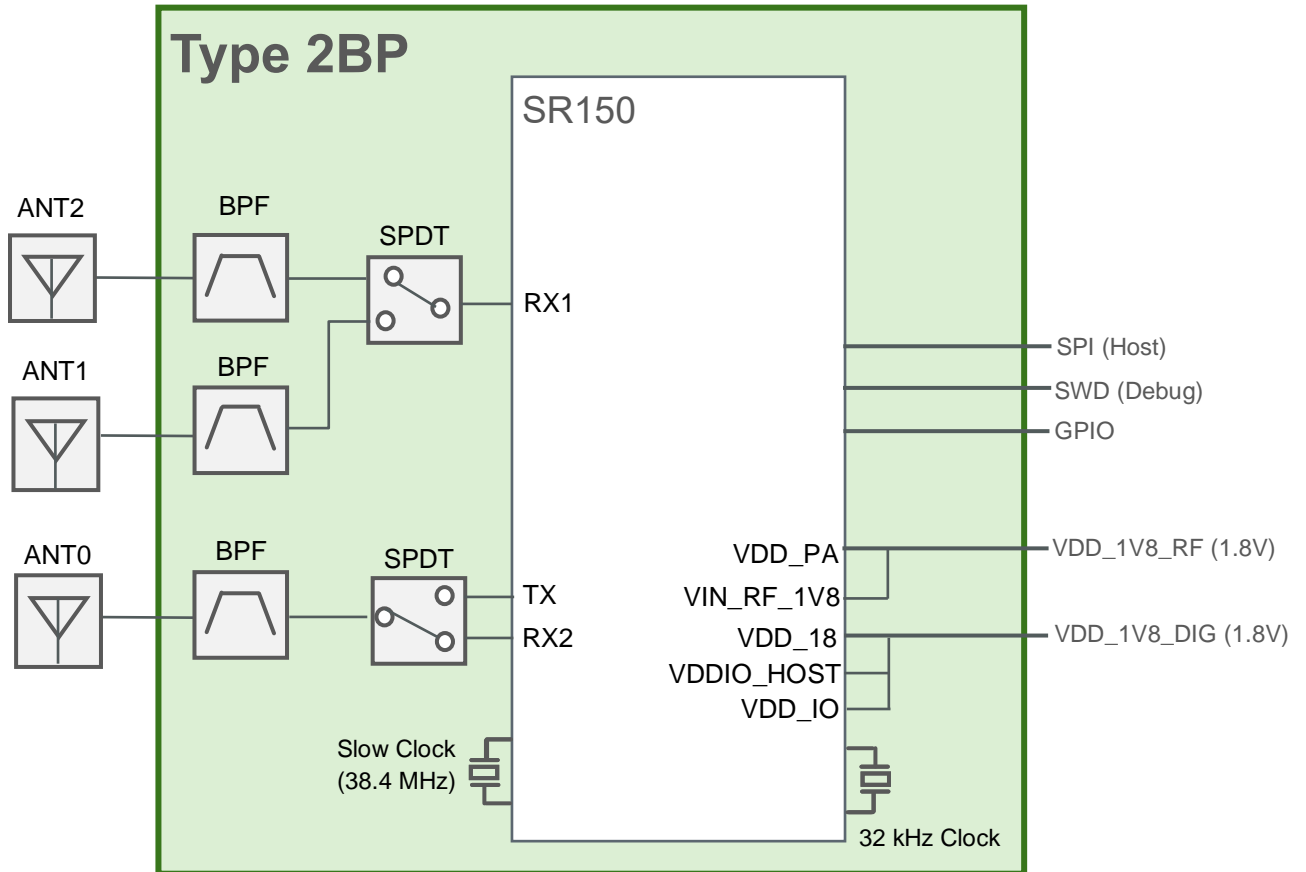 Type 2BP
SR150
ANT2
BPF
SPDT
RX1
ANT1
BPF
SPI (Host)
SWD (Debug)
GPIO
ANT0
BPF
SPDT
TX
RX2
VDD_PA
VIN_RF_1V8
VDD_18
VDDIO_HOST
VDD_IO
VDD_1V8_RF (1.8V)
VDD_1V8_DIG (1.8V)
Slow Clock
(38.4 MHz)
32 kHz Clock